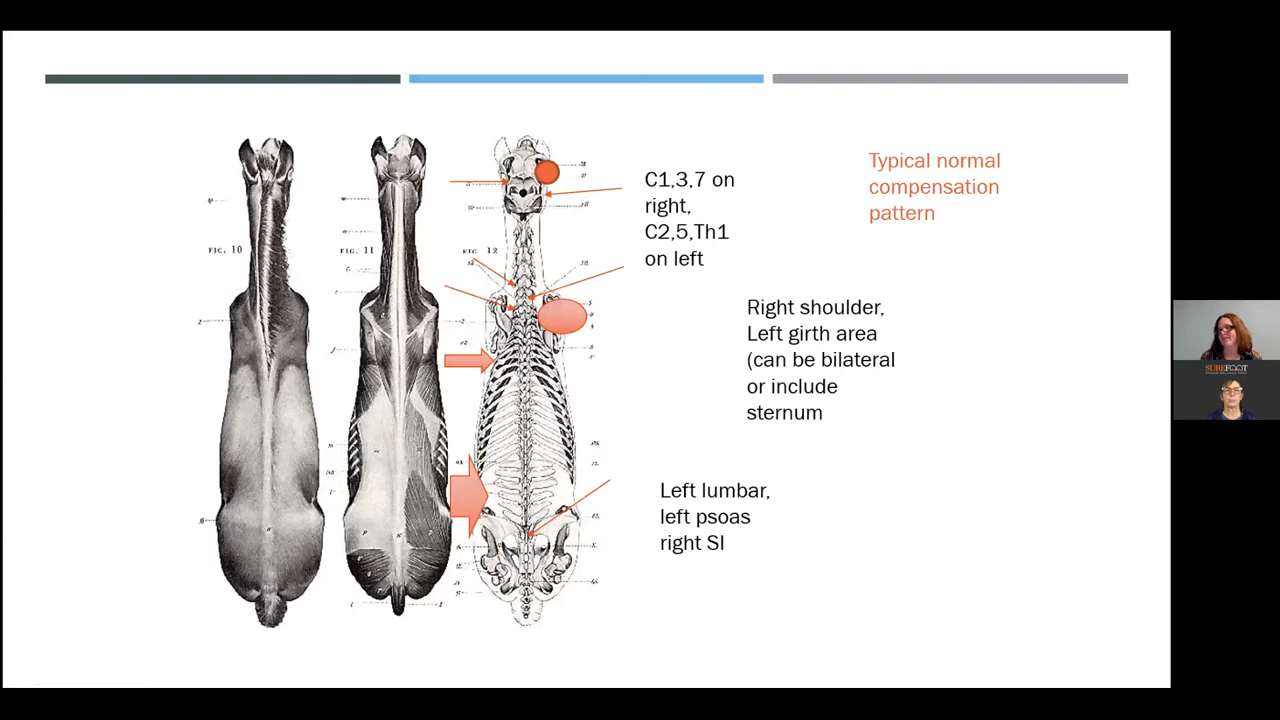 Typical normal
compensation
pattern
C1,3,7 on
right,
C2,5,Th1
on left
FIG. 10
FIG. 11
FIG. 12
Right shoulder,
Left girth area
(can be bilateral
or include
sternum
Left lumbar,
left psoas
right SI
SUREFOOT